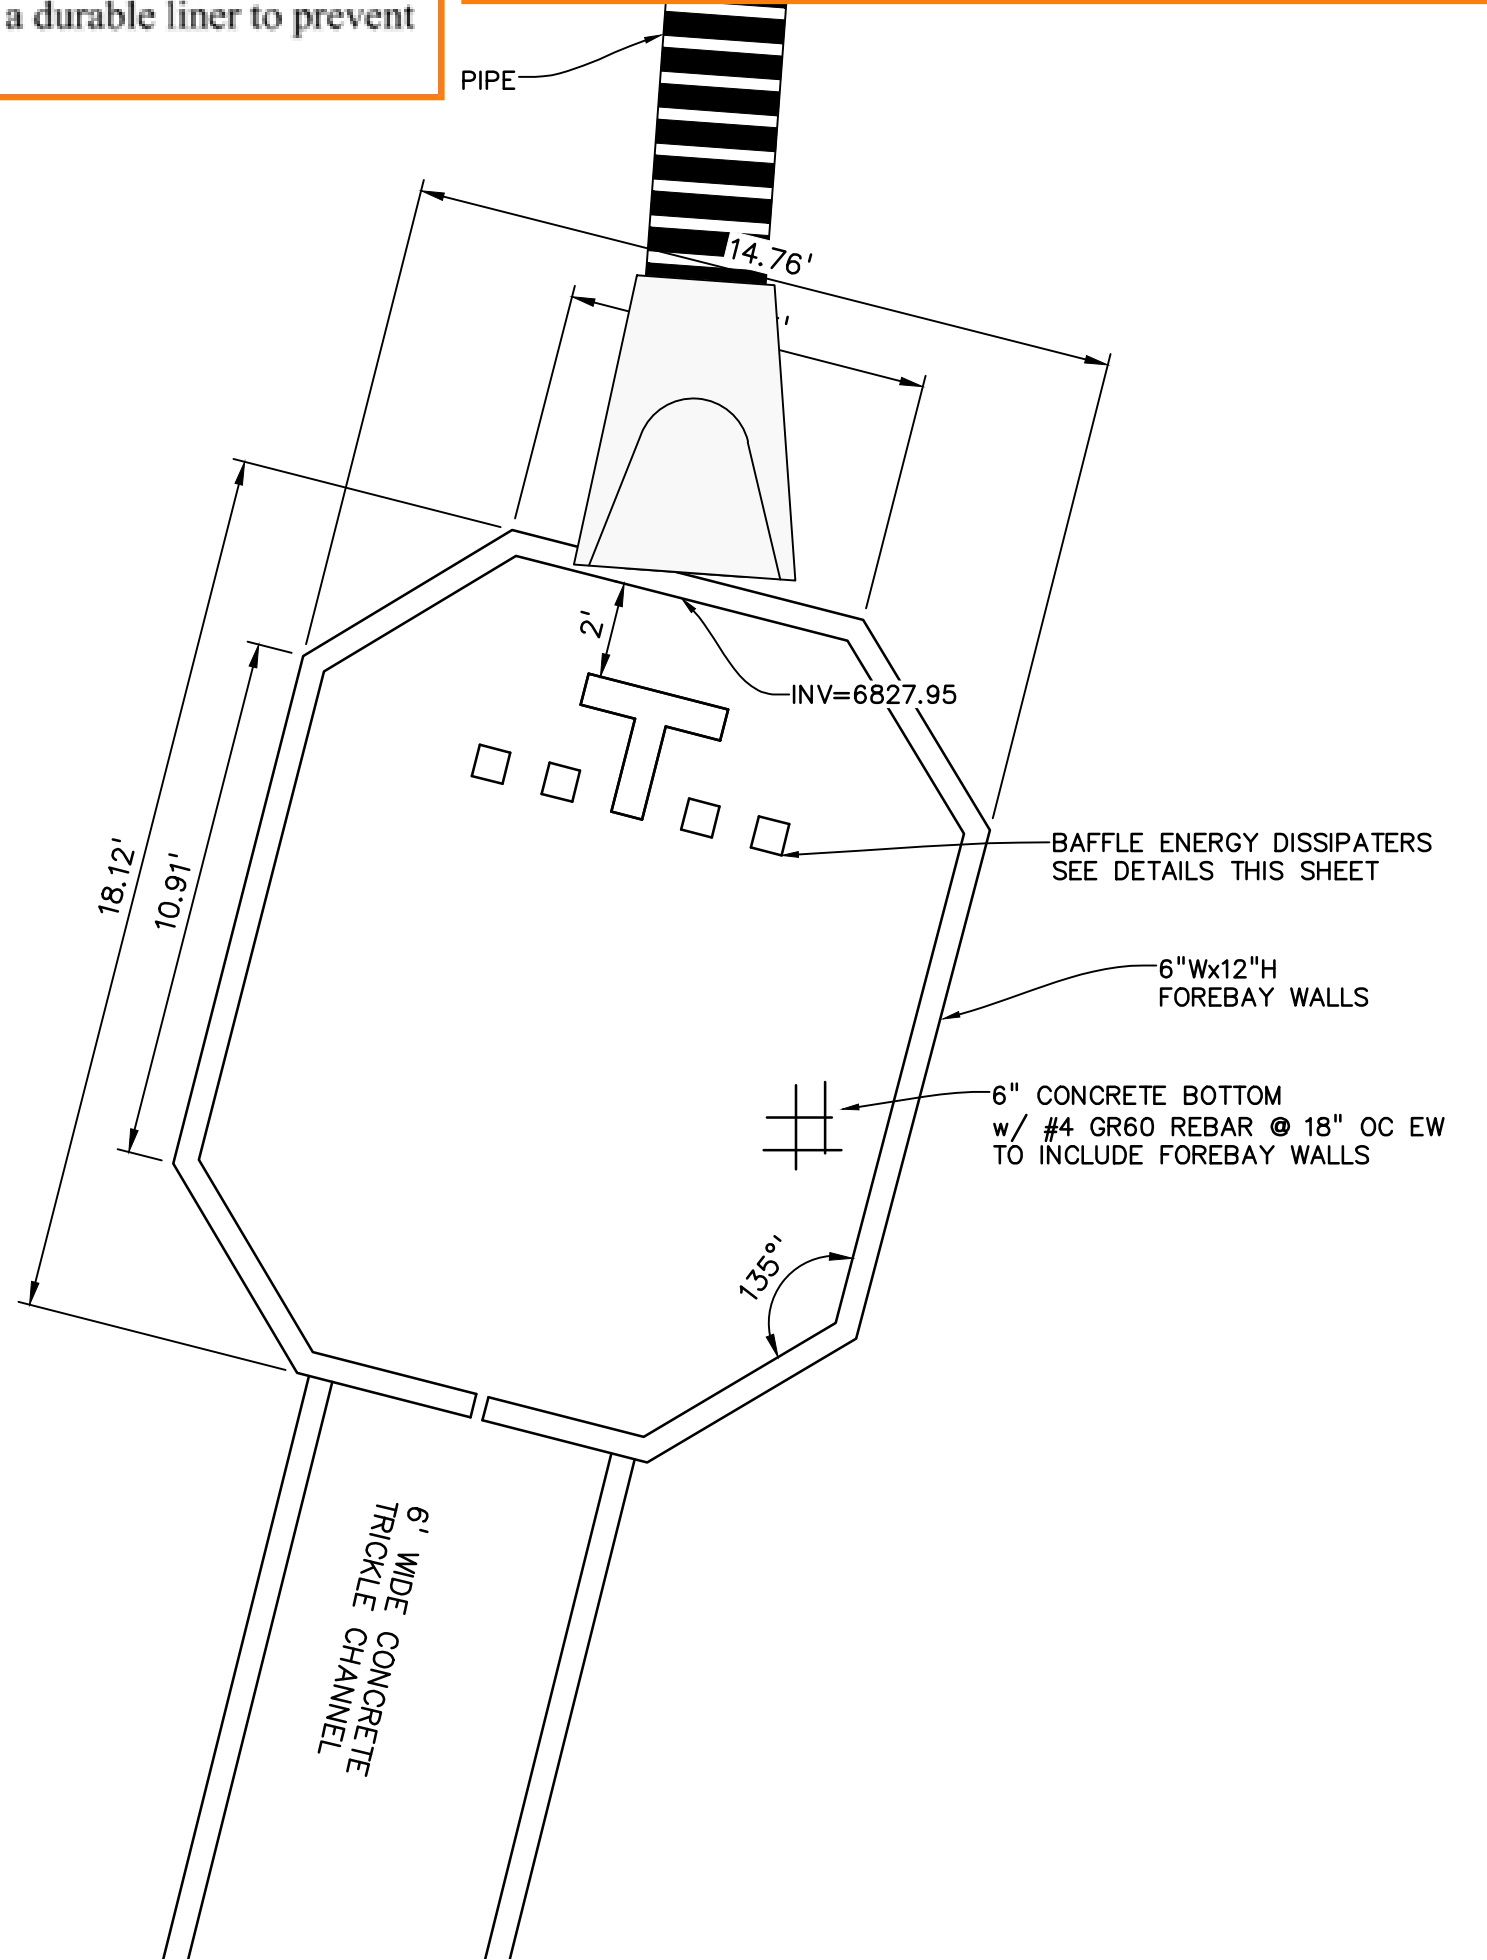 a durable liner to prevent
PIPE
14.76'
'
2'
INV=6827.95
18.12'
10.91'
BAFFLE ENERGY DISSIPATERS
SEE DETAILS THIS SHEET
6"Wx12"H
FOREBAY WALLS
6" CONCRETE BOTTOM
w/ #4 GR60 REBAR @ 18" OC EW
TO INCLUDE FOREBAY WALLS
135°'
6' WIDE CONCRETE
TRICKLE CHANNEL